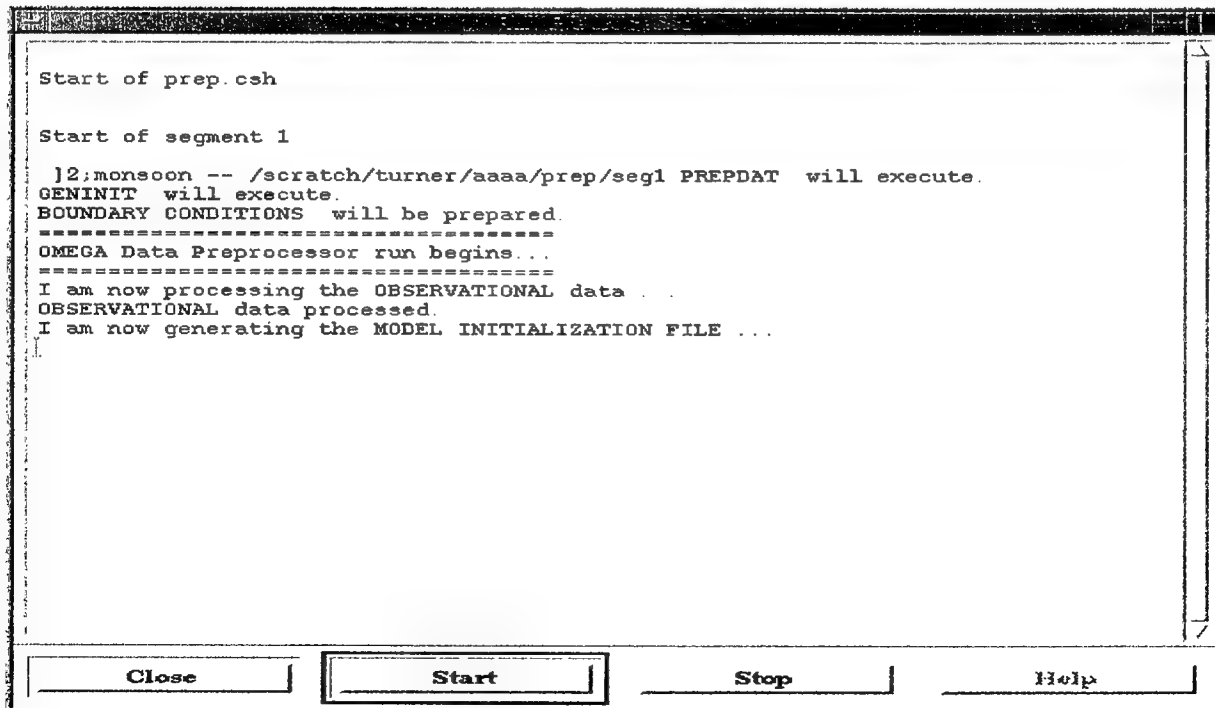 Start of prep.csh
Start of segment 1
]2;monsoon -- /scratch/turner/aaaa/prep/seg1 PREPDAT will execute.
GENINIT will execute.
BOUNDARY CONDITIONS will be prepared.
=====================================
OMEGA Data Preprocessor run begins...
=====================================
I am now processing the OBSERVATIONAL data . .
OBSERVATIONAL data processed.
I am now generating the MODEL INITIALIZATION FILE ...
Close Start Stop Help